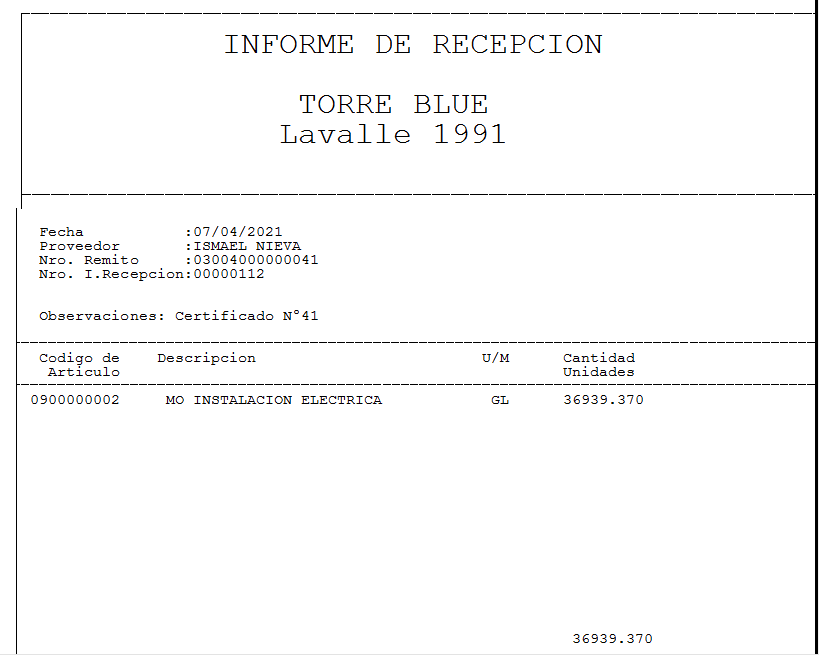 INFORME DE RECEPCION
TORRE BLUE
Lavalle 1991
Fecha :07/04/2021
Proveedor :ISMAEL NIEVA
Nro. Remito :03004000000041
Nro. I.Recepcion:00000112
Observaciones: Certificado N°41
Codigo de Descripcion U/M Cantidad
Articulo Unidades
0900000002 MO INSTALACION ELECTRICA GL 36939.370
36939.370